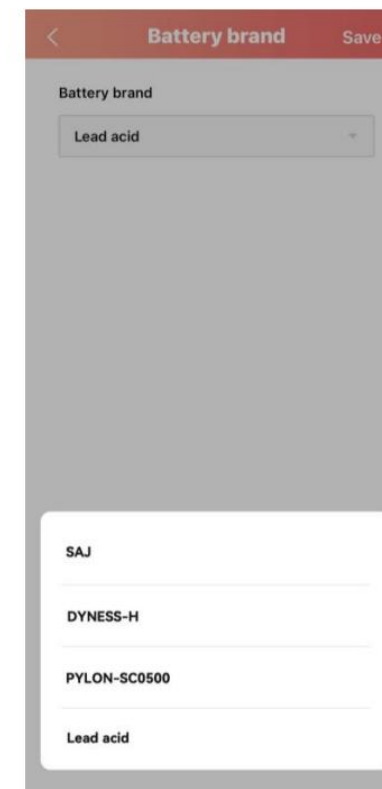 Battery brand Save
Battery brand
Lead acid
SAJ
DYNESS-H
PYLON-SC0500
Lead acid